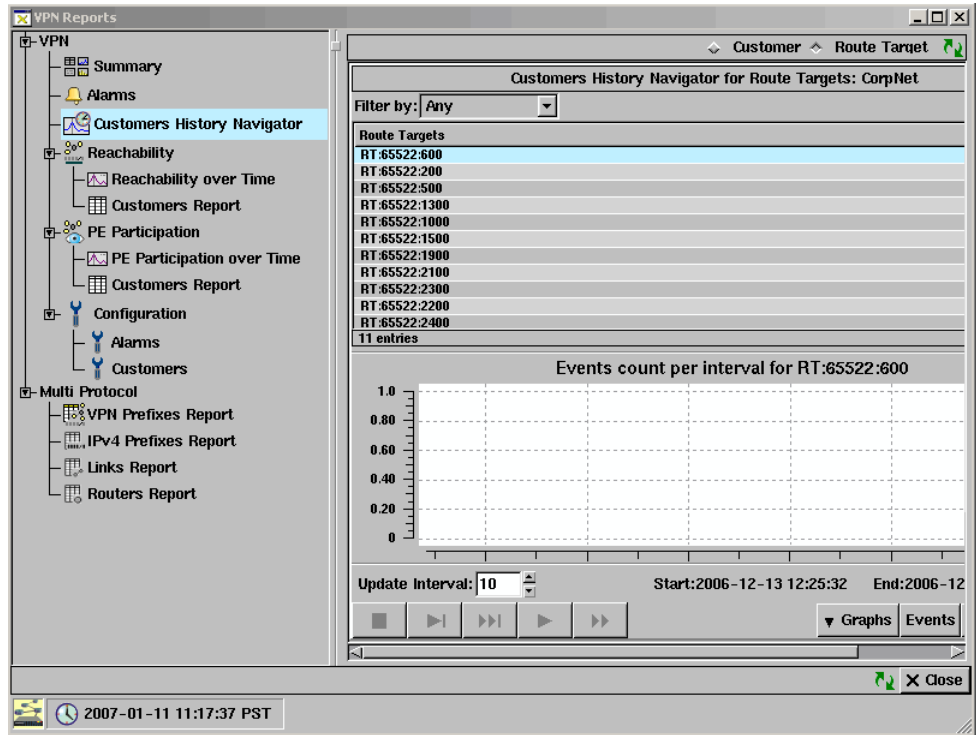 VPN Reports
VPN
Summary
Alarms
Customers History Navigator
Reachability
Reachability over Time
Customers Report
PE Participation
PE Participation over Time
Customers Report
Configuration
Alarms
Customers
Multi Protocol
VPN Prefixes Report
IPv4 Prefixes Report
Links Report
Routers Report
Customer Route Target
Customers History Navigator for Route Targets: CorpNet
Filter by: Any
Route Targets
RT:65522:600
RT:65522:200
RT:65522:500
RT:65522:1300
RT:65522:1000
RT:65522:1500
RT:65522:1900
RT:65522:2100
RT:65522:2300
RT:65522:2200
RT:65522:2400
11 entries
Events count per interval for RT:65522:600
1.0
0.80
0.60
0.40
0.20
0
Update Interval: 10 Start:2006-12-13 12:25:32 End:2006-12
Graphs Events
Close
2007-01-11 11:17:37 PST